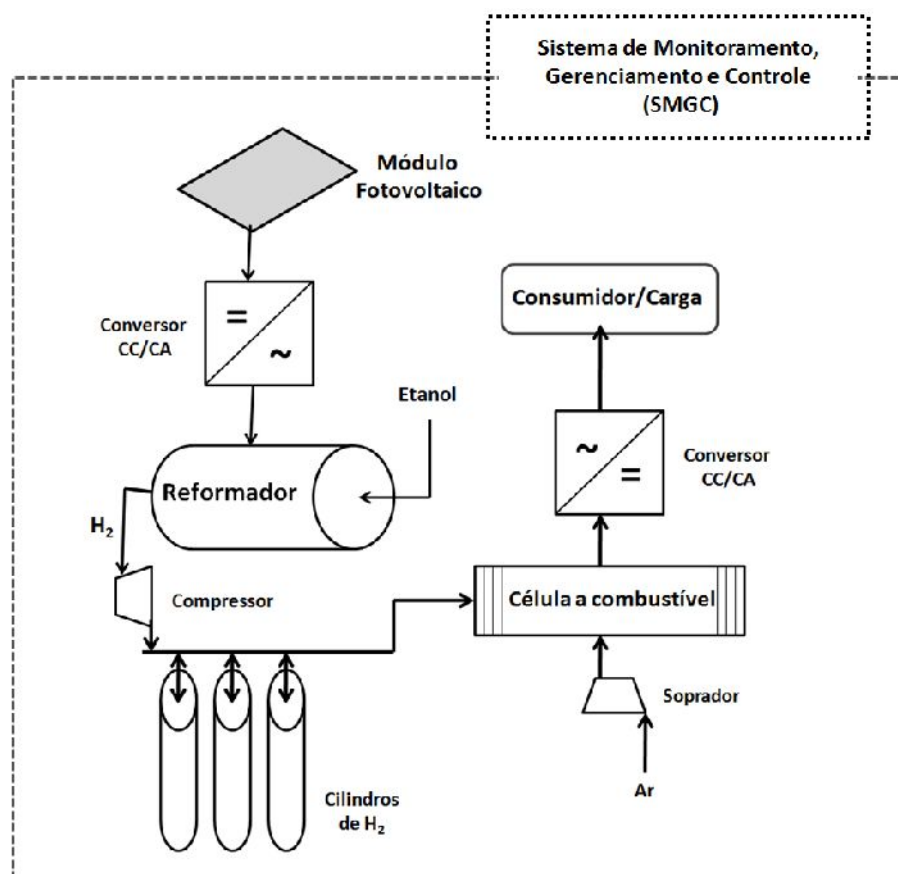 Sistema de Monitoramento,
Gerenciamento e Controle
(SMGC)
Módulo
Fotovoltaico
=
~
Conversor
CC/CA
Consumidor/Carga
Etanol
~
=
Conversor
CC/CA
Reformador
H₂
Compressor
Célula a combustível
Soprador
Ar
Cilindros
de H₂